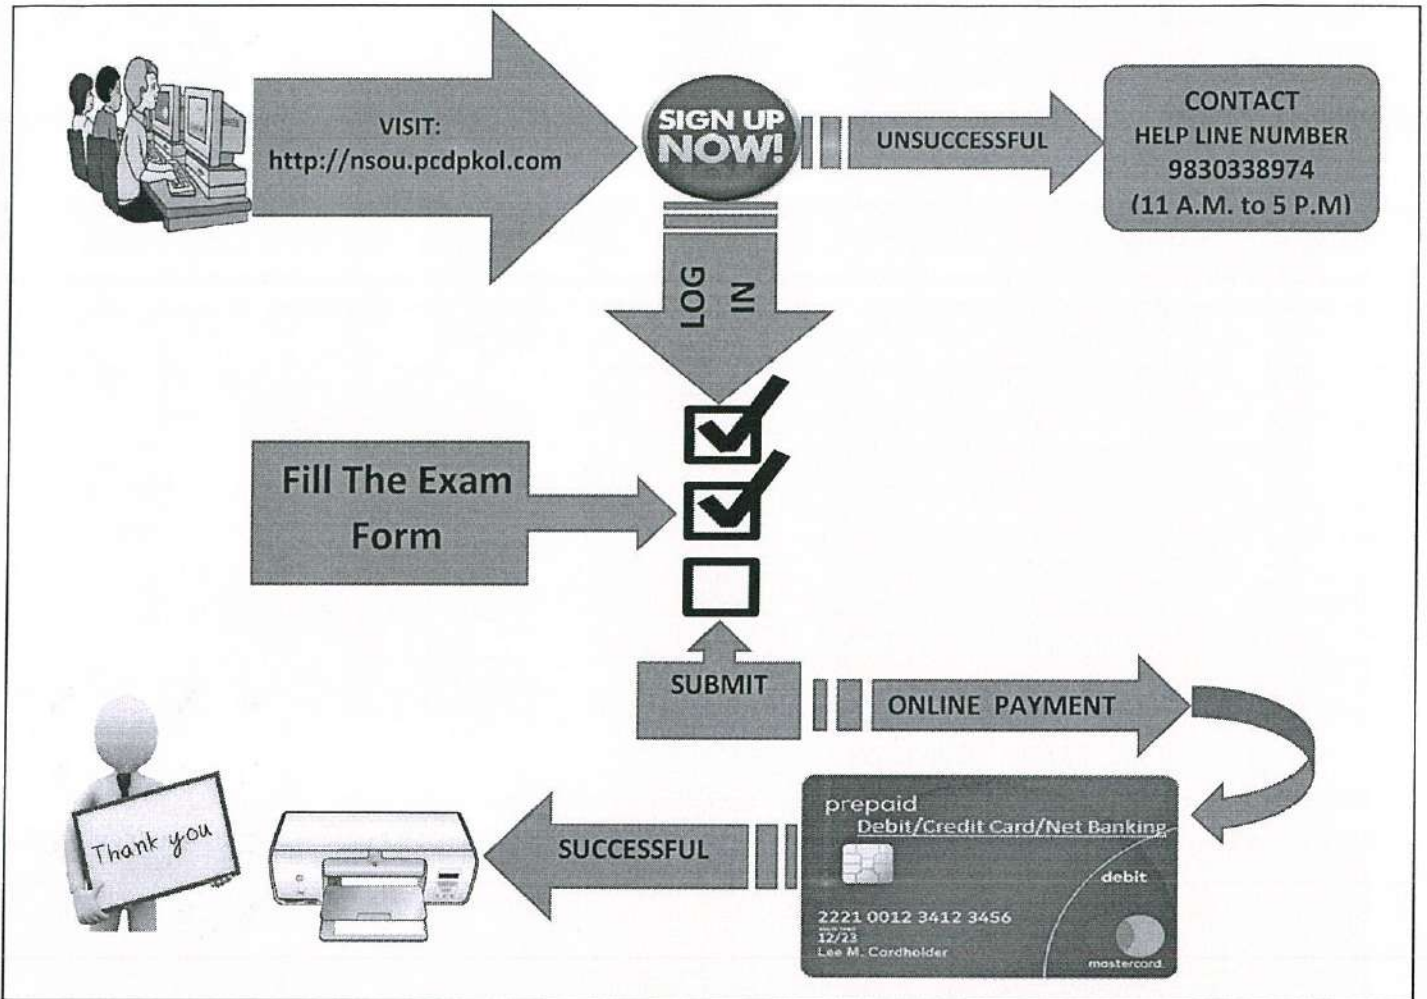 VISIT:
http://nsou.pcdpkol.com
SIGN UP
NOW!
UNSUCCESSFUL
CONTACT
HELP LINE NUMBER
9830338974
(11 A.M. to 5 P.M)
LOG
IN
Fill The Exam
Form
SUBMIT
ONLINE PAYMENT
prepaid
Debit/Credit Card/Net Banking
debit
2221 0012 3412 3456
12/23
Lee M. Cardholder
mastercard.
SUCCESSFUL
Thank you